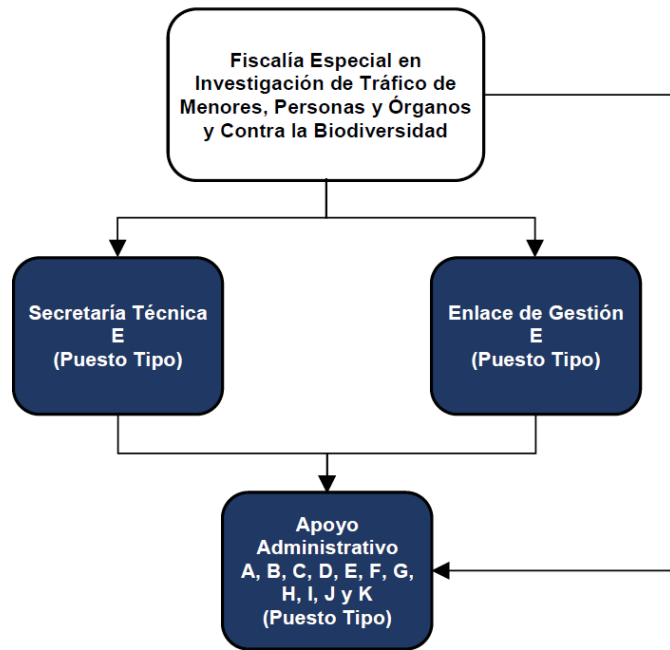 Fiscalía Especial en
Investigación de Tráfico de
Menores, Personas y Órganos
y Contra la Biodiversidad
Secretaría Técnica
E
(Puesto Tipo)
Enlace de Gestión
E
(Puesto Tipo)
Apoyo
Administrativo
A, B, C, D, E, F, G,
H, I, J y K
(Puesto Tipo)